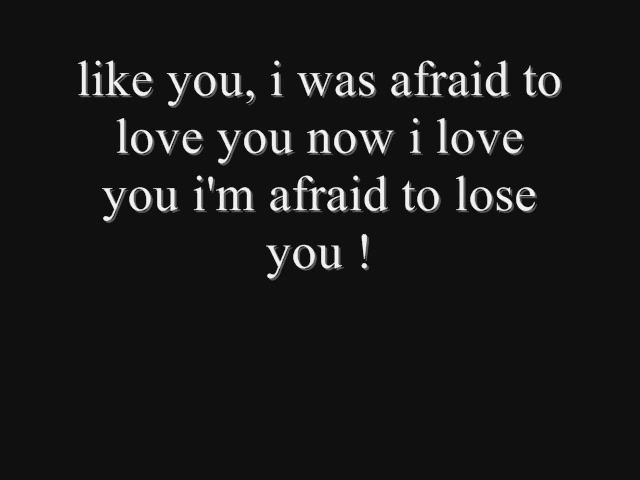 like you, i was afraid to
love you now i love
you i'm afraid to lose
you !